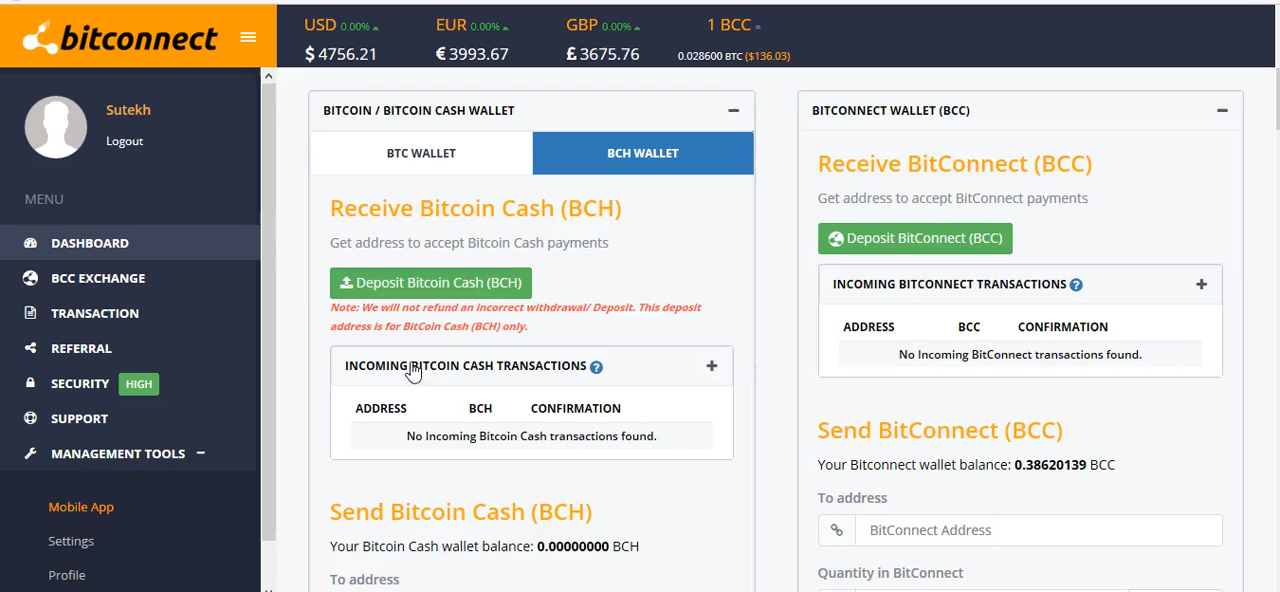 bitconnect
USD 0.00%
$ 4756.21
EUR 0.00%
€ 3993.67
GBP 0.00%
£ 3675.76
1 BCC =
0.028600 BTC ($136.03)
Sutekh
Logout
MENU
DASHBOARD
BCC EXCHANGE
TRANSACTION
REFERRAL
SECURITY HIGH
SUPPORT
MANAGEMENT TOOLS
Mobile App
Settings
Profile
BITCOIN / BITCOIN CASH WALLET
BTC WALLET BCH WALLET
Receive Bitcoin Cash (BCH)
Get address to accept Bitcoin Cash payments
Deposit Bitcoin Cash (BCH)
Note: We will not refund an incorrect withdrawal/ Deposit. This deposit
address is for BitCoin Cash (BCH) only.
INCOMING BITCOIN CASH TRANSACTIONS ?
ADDRESS BCH CONFIRMATION
No Incoming Bitcoin Cash transactions found.
Send Bitcoin Cash (BCH)
Your Bitcoin Cash wallet balance: 0.00000000 BCH
To address
BITCONNECT WALLET (BCC)
Receive BitConnect (BCC)
Get address to accept BitConnect payments
Deposit BitConnect (BCC)
INCOMING BITCONNECT TRANSACTIONS ?
ADDRESS BCC CONFIRMATION
No Incoming BitConnect transactions found.
Send BitConnect (BCC)
Your Bitconnect wallet balance: 0.38620139 BCC
To address
BitConnect Address
Quantity in BitConnect